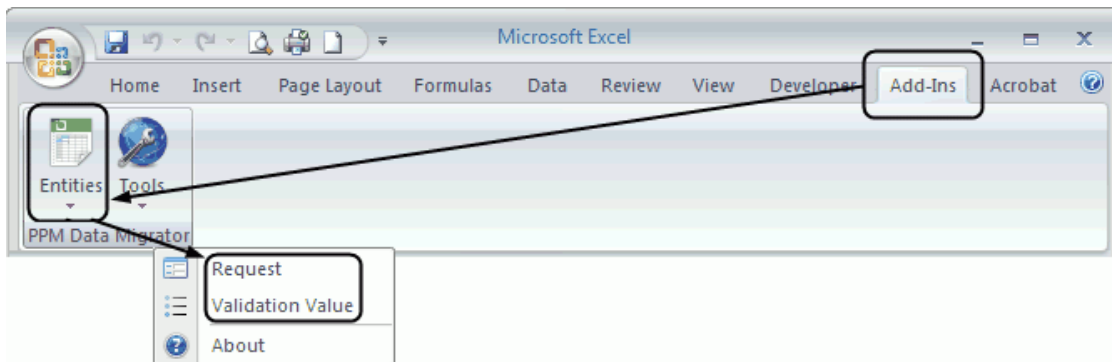 Microsoft Excel
Home Insert Page Layout Formulas Data Review View Developer Add-Ins Acrobat
Entities Tools
PPM Data Migrator
Request
Validation Value
About